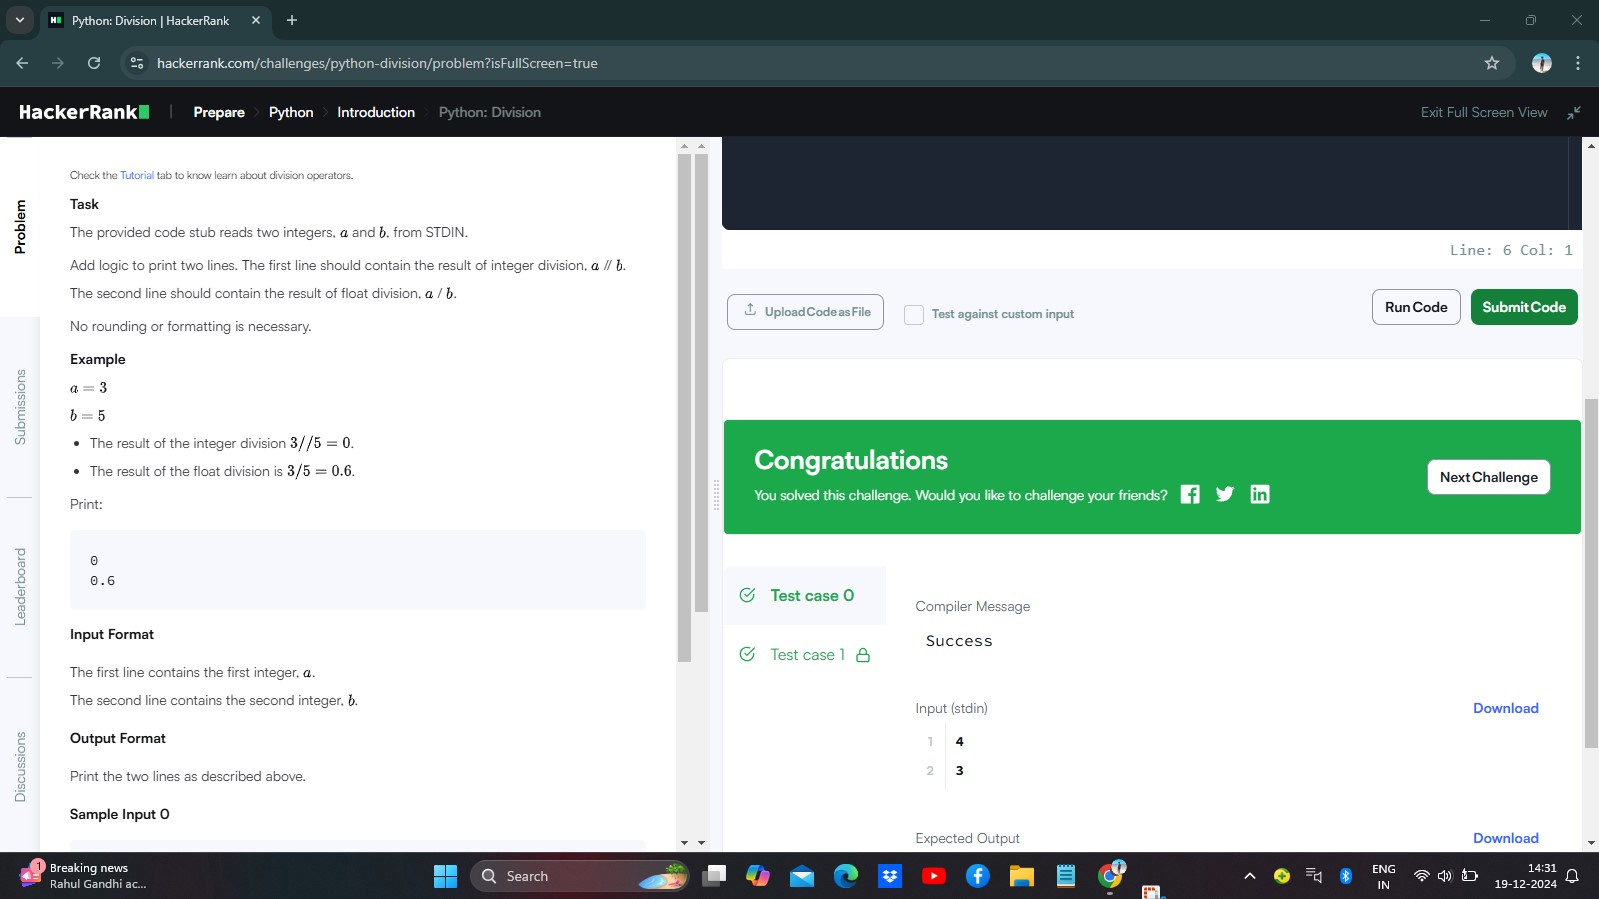 Python: Division | HackerRank
hackerrank.com/challenges/python-division/problem?isFullScreen=true
HackerRank
Prepare
Python
Introduction
Python: Division
Exit Full Screen View
Problem
Submissions
Leaderboard
Discussions
Check the Tutorial tab to know learn about division operators.
Task
The provided code stub reads two integers, a and b, from STDIN.
Add logic to print two lines. The first line should contain the result of integer division, a // b.
The second line should contain the result of float division, a / b.
No rounding or formatting is necessary.
Example
a = 3
b = 5
• The result of the integer division 3//5 = 0.
• The result of the float division is 3/5 = 0.6.
Print:
0
0.6
Input Format
The first line contains the first integer, a.
The second line contains the second integer, b.
Output Format
Print the two lines as described above.
Sample Input 0
Line: 6 Col: 1
Upload Code as File
Test against custom input
Run Code
Submit Code
Congratulations
You solved this challenge. Would you like to challenge your friends?
Next Challenge
Test case 0
Test case 1
Compiler Message
Success
Input (stdin)
Download
1 4
2 3
Expected Output
Download
1
Breaking news
Rahul Gandhi ac...
Search
ENG
IN
14:31
19-12-2024